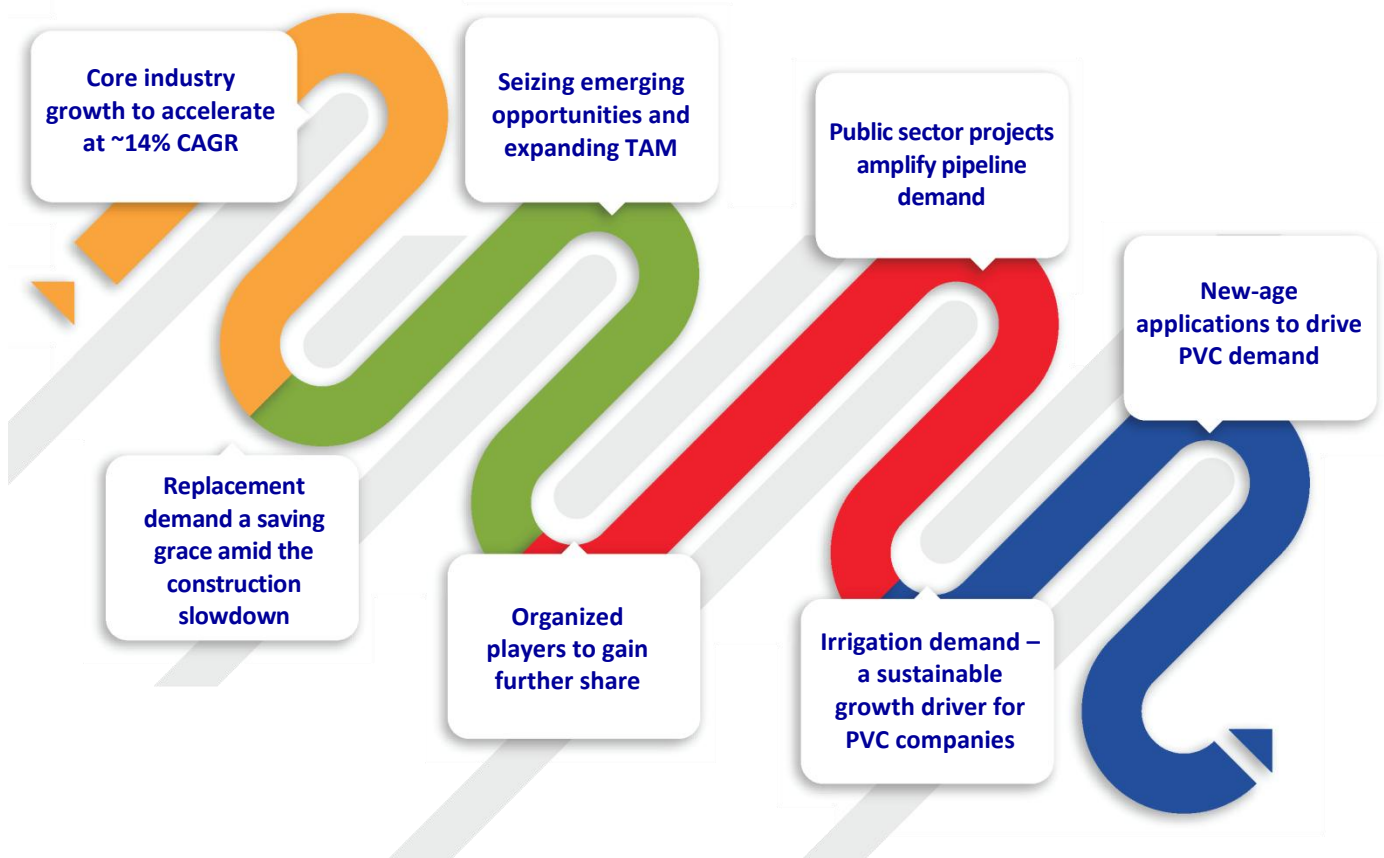 Core industry
growth to accelerate
at ~14% CAGR
Replacement
demand a saving
grace amid the
construction
slowdown
Seizing emerging
opportunities and
expanding TAM
Organized
players to gain
further share
Public sector projects
amplify pipeline
demand
Irrigation demand –
a sustainable
growth driver for
PVC companies
New-age
applications to drive
PVC demand